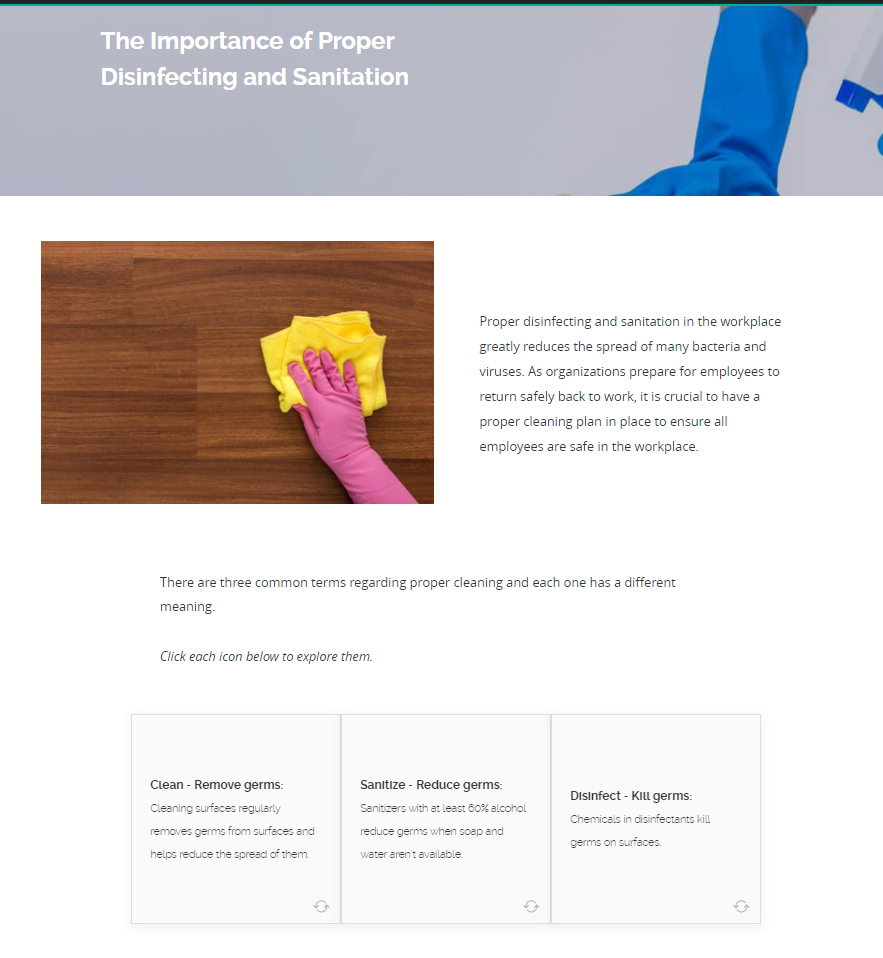 The Importance of Proper
Disinfecting and Sanitation
Proper disinfecting and sanitation in the workplace
greatly reduces the spread of many bacteria and
viruses. As organizations prepare for employees to
return safely back to work, it is crucial to have a
proper cleaning plan in place to ensure all
employees are safe in the workplace.
There are three common terms regarding proper cleaning and each one has a different
meaning.
Click each icon below to explore them.
Clean - Remove germs:
Cleaning surfaces regularly
removes germs from surfaces and
helps reduce the spread of them.
Sanitize - Reduce germs:
Sanitizers with at least 60% alcohol
reduce germs when soap and
water aren't available.
Disinfect - Kill germs:
Chemicals in disinfectants kill
germs on surfaces.